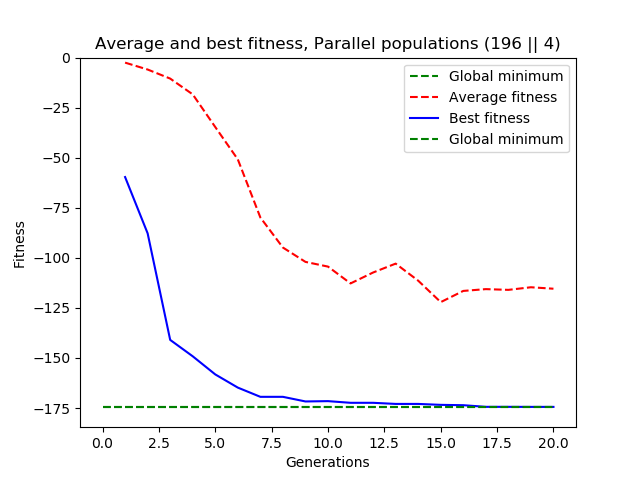 Average and best fitness, Parallel populations (196 || 4)
0
−25
−50
−75
−100
−125
−150
−175
Fitness
Global minimum
Average fitness
Best fitness
Global minimum
0.0 2.5 5.0 7.5 10.0 12.5 15.0 17.5 20.0
Generations